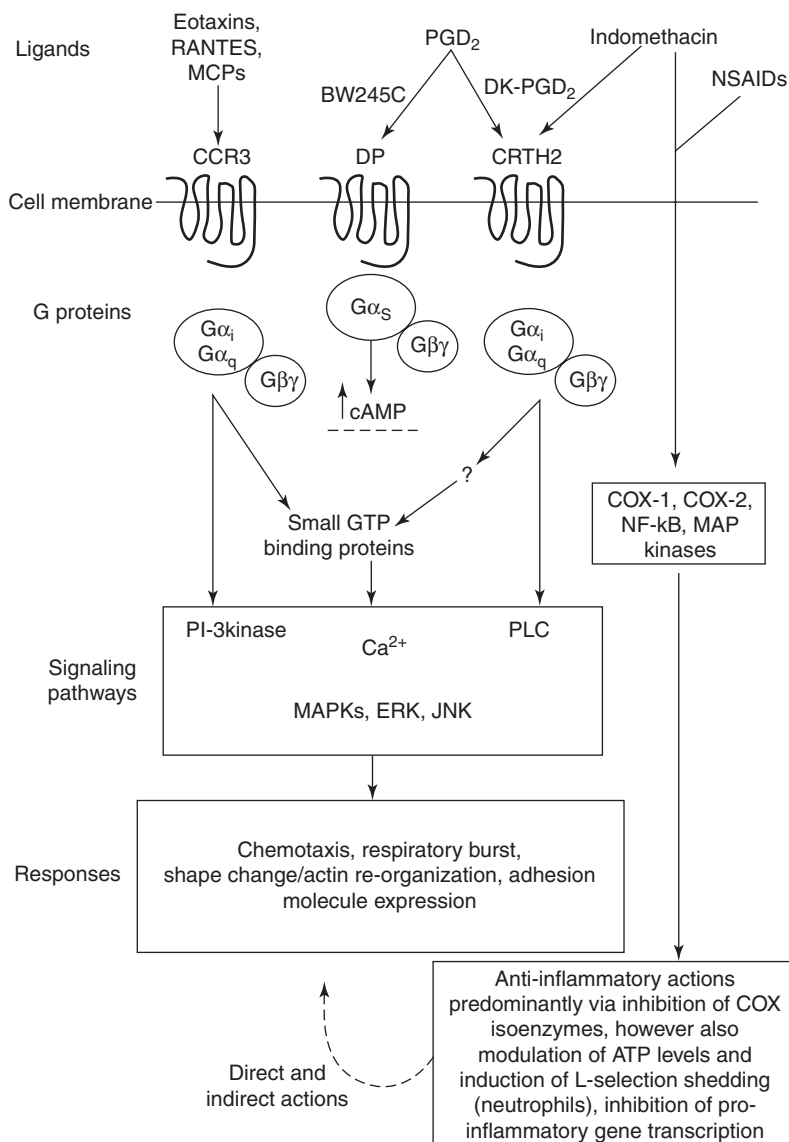 Ligands
Eotaxins,
RANTES,
MCPs
PGD₂
Indomethacin
BW245C
DK-PGD₂
NSAIDs
CCR3
DP
CRTH2
Cell membrane
G proteins
Gαᵢ
Gα_q
Gβγ
Gα_S
Gβγ
cAMP
Gαᵢ
Gα_q
Gβγ
?
Small GTP
binding proteins
COX-1, COX-2,
NF-kB, MAP
kinases
Signaling
pathways
PI-3kinase
Ca²⁺
PLC
MAPKs, ERK, JNK
Responses
Chemotaxis, respiratory burst,
shape change/actin re-organization, adhesion
molecule expression
Direct and
indirect actions
Anti-inflammatory actions
predominantly via inhibition of COX
isoenzymes, however also
modulation of ATP levels and
induction of L-selection shedding
(neutrophils), inhibition of pro-
inflammatory gene transcription